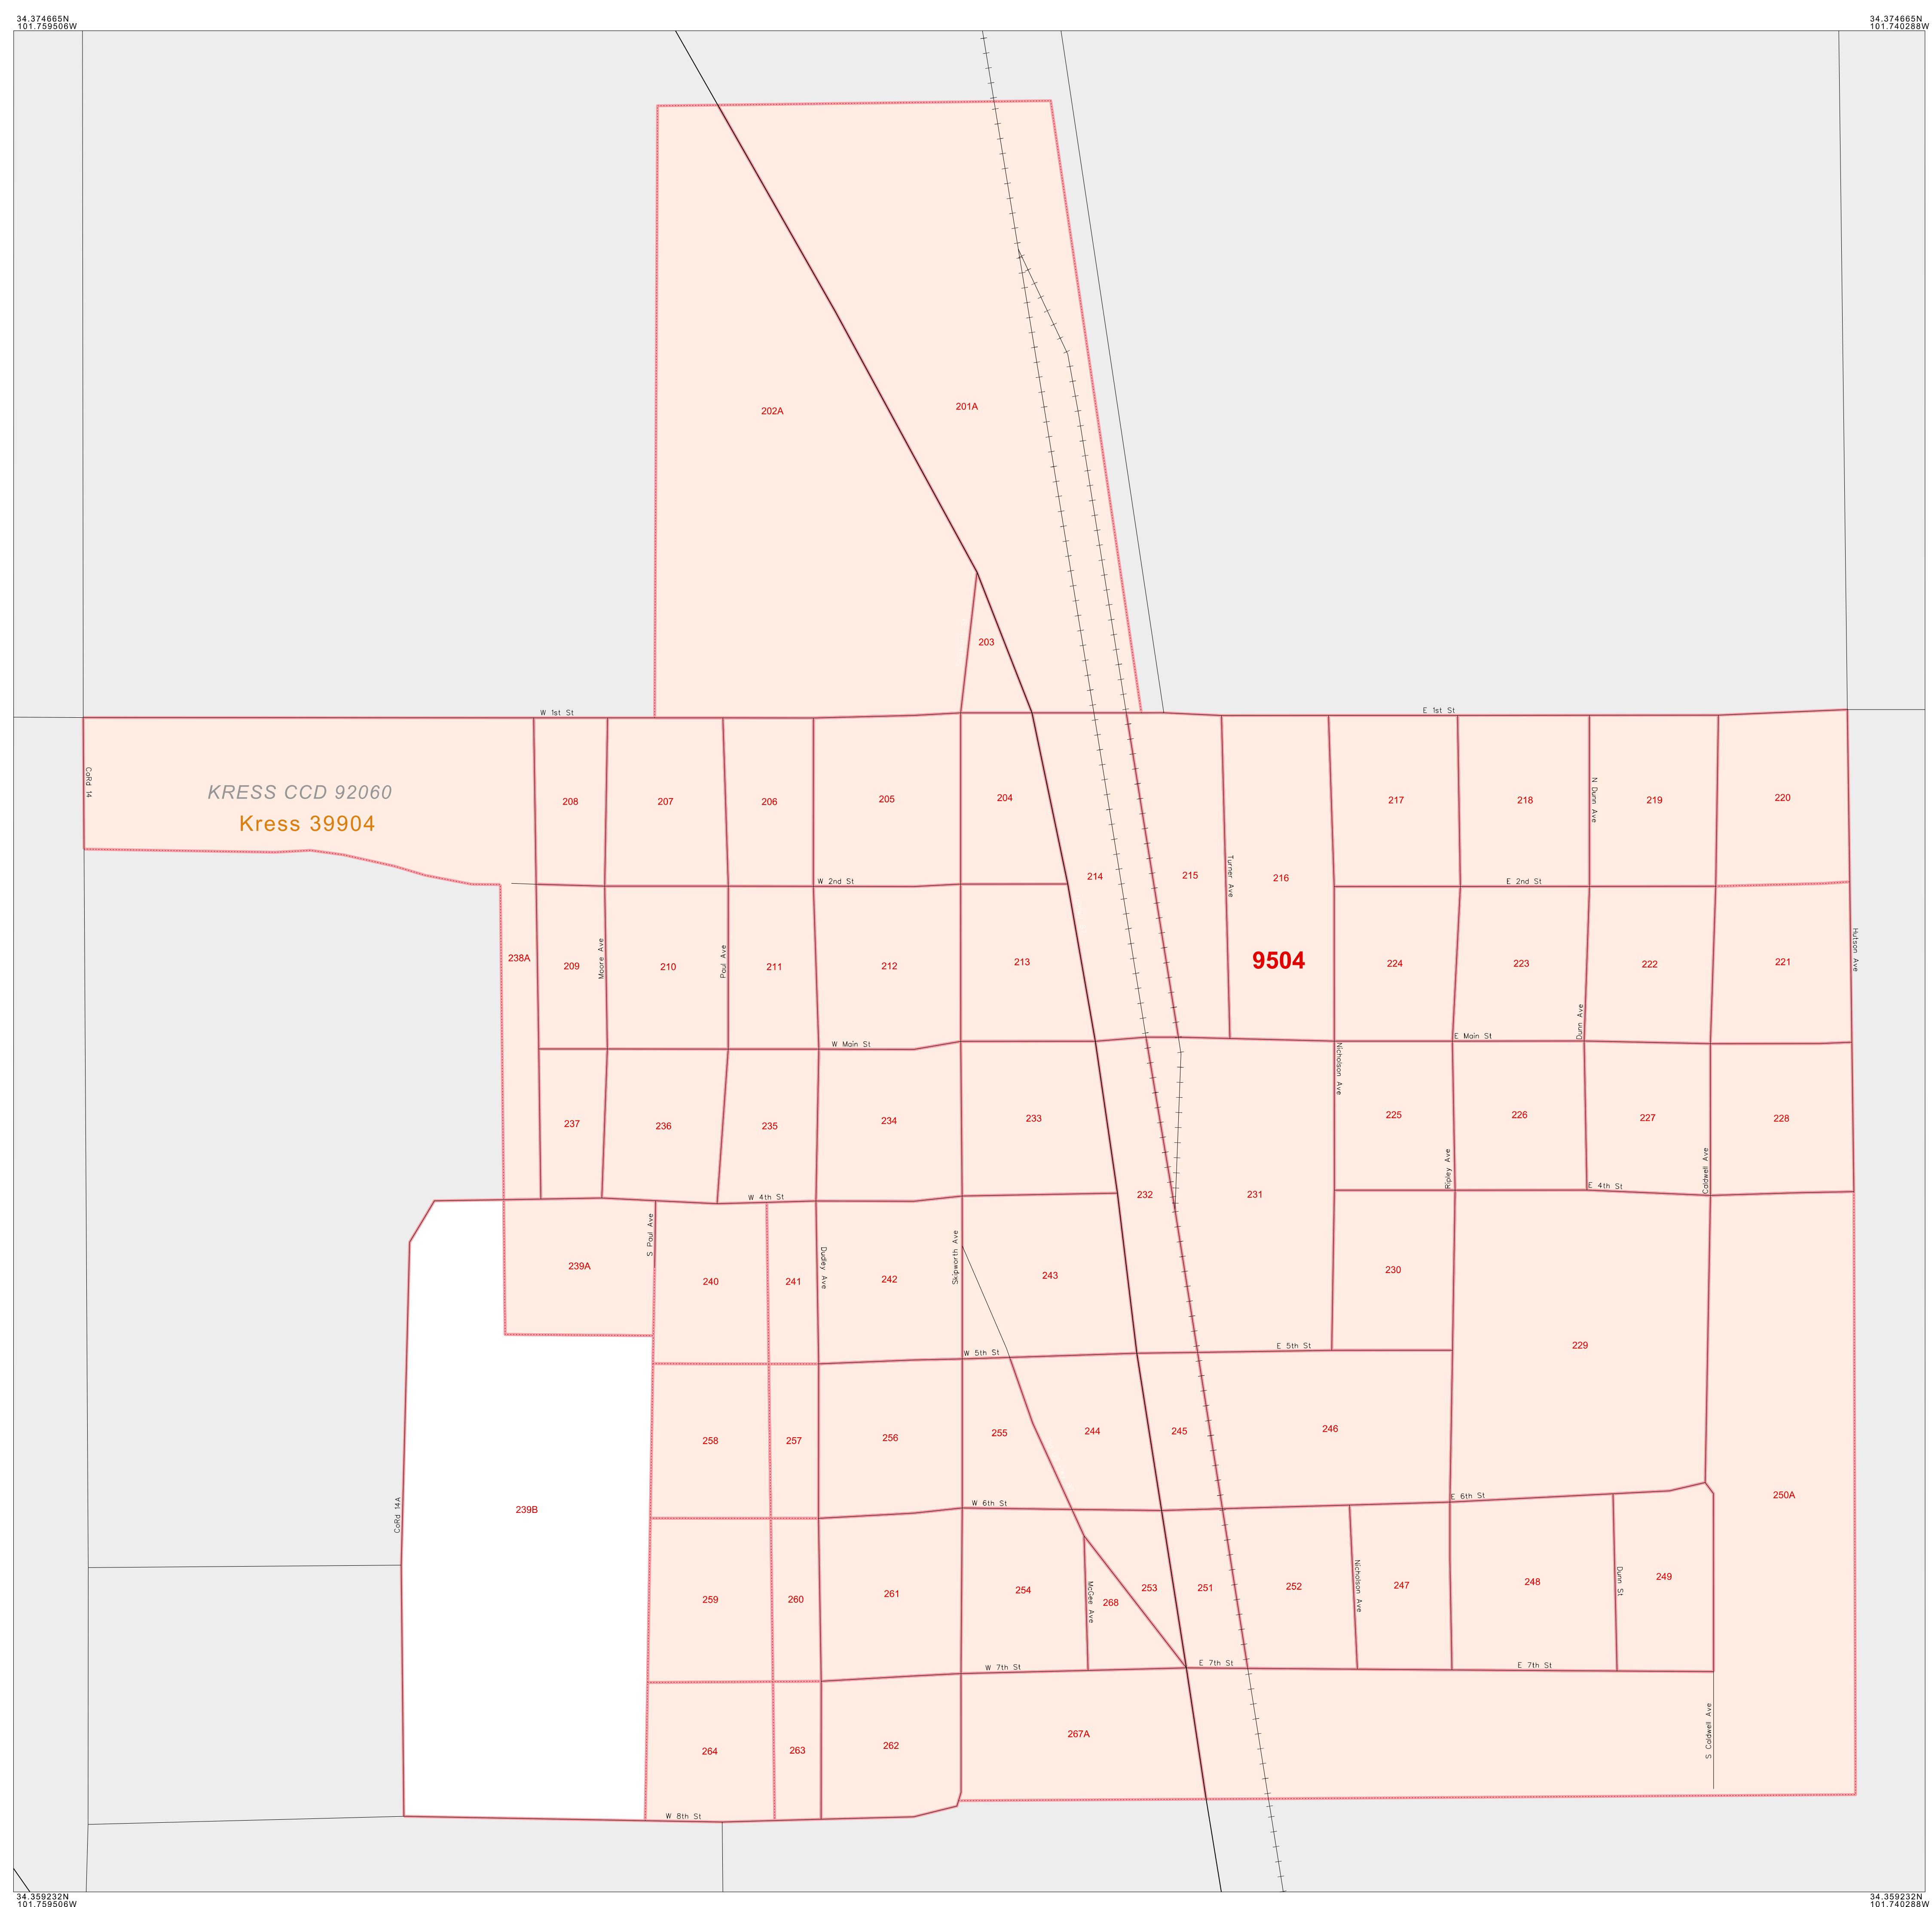 34.374665N
101.759506W
34.374665N
101.740288W
202A
201A
203
W 1st St
E 1st St
CoRd 14
KRESS CCD 92060
Kress 39904
208
207
206
205
204
217
218
N Dunn Ave
219
220
214
215
Turner Ave
216
W 2nd St
E 2nd St
238A
209
Moore Ave
210
Paul Ave
211
212
213
9504
224
223
222
221
Hutson Ave
Dunn Ave
W Main St
E Main St
237
236
235
234
233
Nicholson Ave
225
226
227
228
232
231
Ripley Ave
Caldwell Ave
W 4th St
E 4th St
S Paul Ave
239A
240
241
Dudley Ave
242
Skipworth Ave
243
230
229
W 5th St
E 5th St
258
257
256
255
244
245
246
250A
CoRd 14A
239B
W 6th St
E 6th St
259
260
261
254
McGee Ave
268
253
251
252
Nicholson Ave
247
248
Dunn St
249
W 7th St
E 7th St
E 7th St
264
263
262
267A
S Caldwell Ave
W 8th St
34.359232N
101.759506W
34.359232N
101.740288W